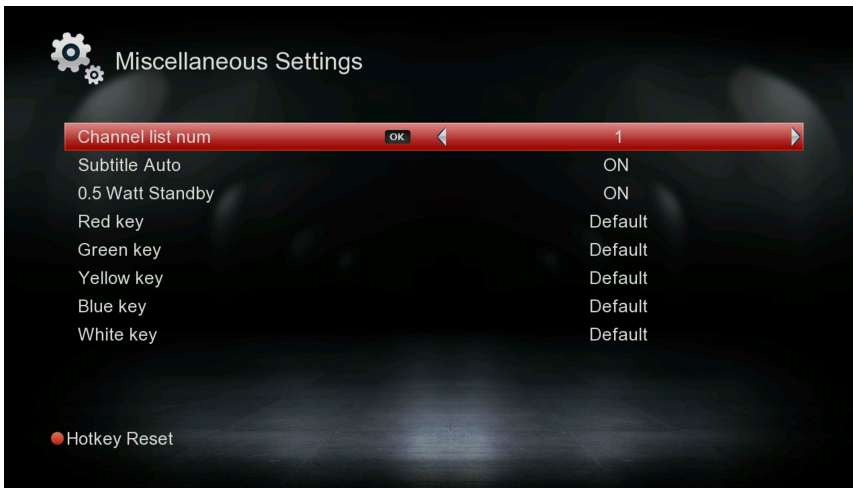 Miscellaneous Settings
Channel list num OK 1
Subtitle Auto ON
0.5 Watt Standby ON
Red key Default
Green key Default
Yellow key Default
Blue key Default
White key Default
Hotkey Reset